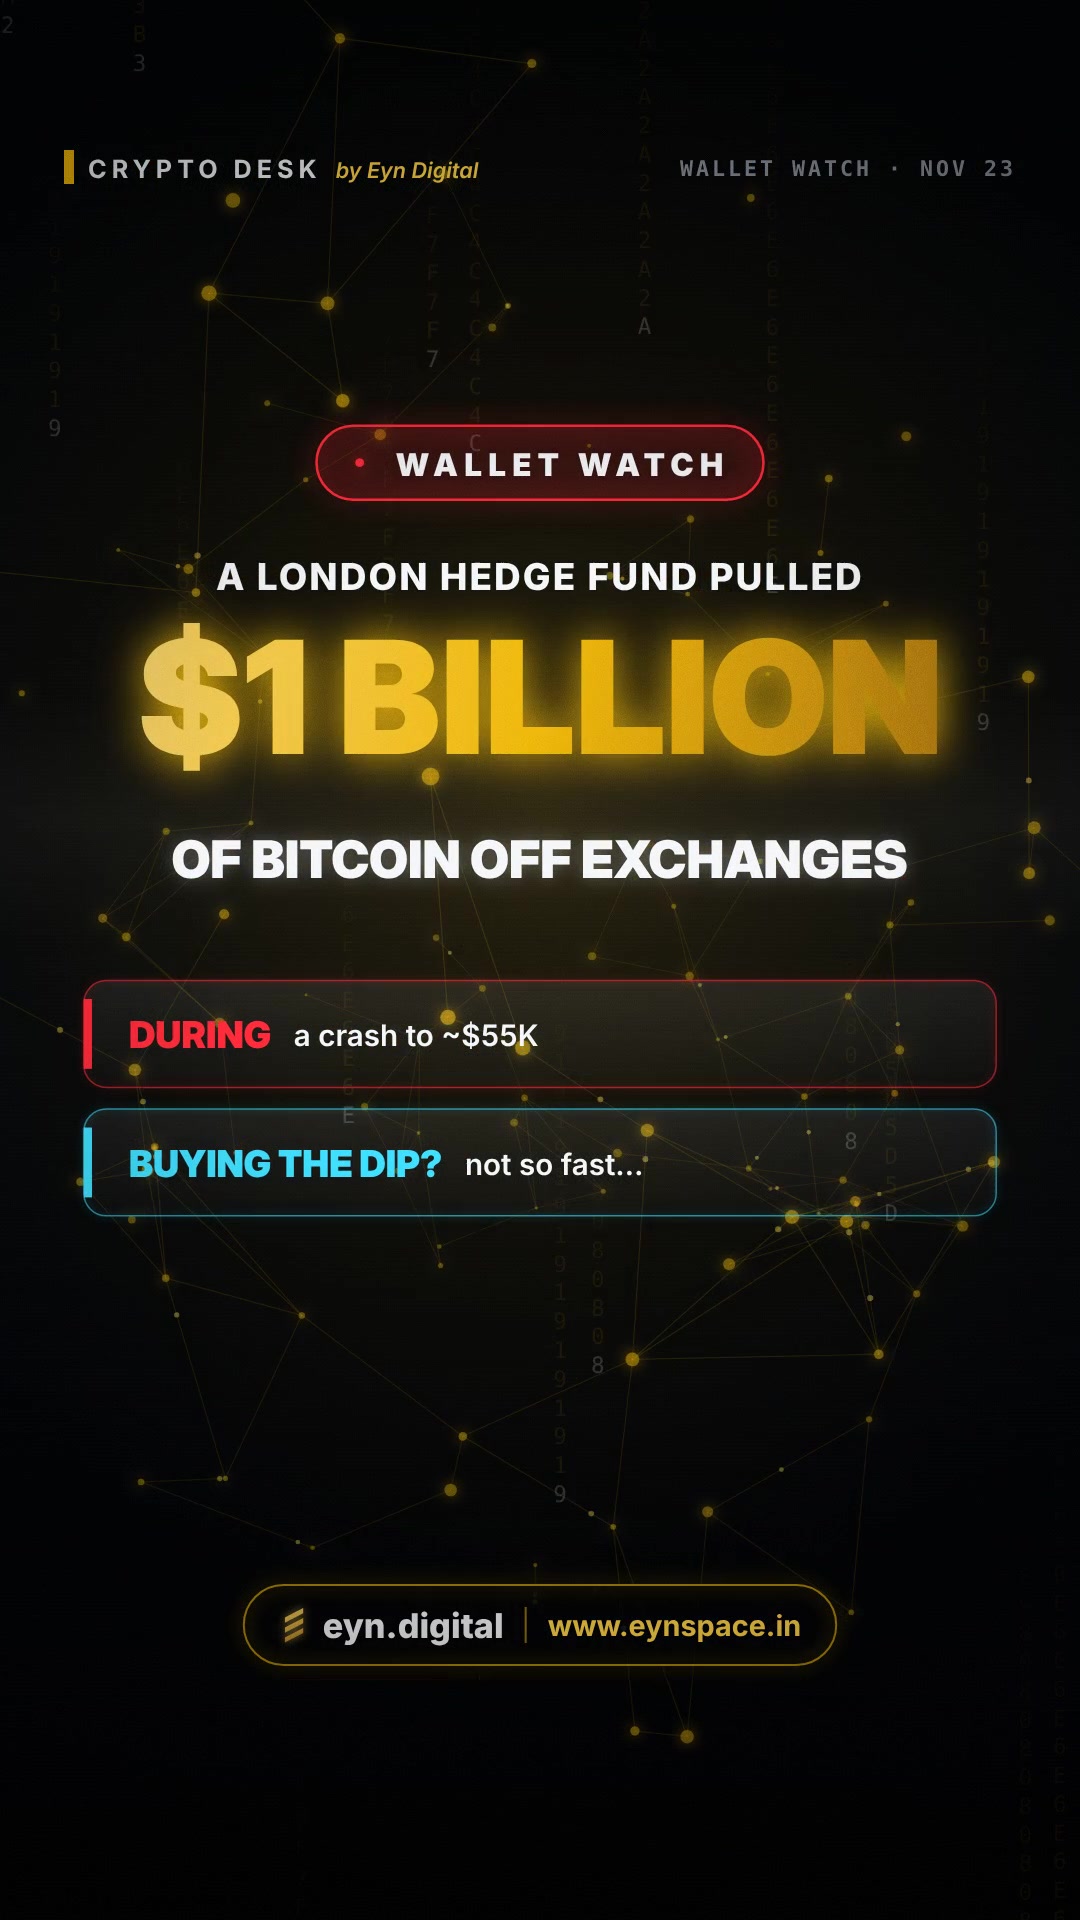 CRYPTO DESK by Eyn Digital
WALLET WATCH · NOV 23
WALLET WATCH
A LONDON HEDGE FUND PULLED
$1 BILLION
OF BITCOIN OFF EXCHANGES
DURING a crash to ~$55K
BUYING THE DIP? not so fast...
eyn.digital | www.eynspace.in